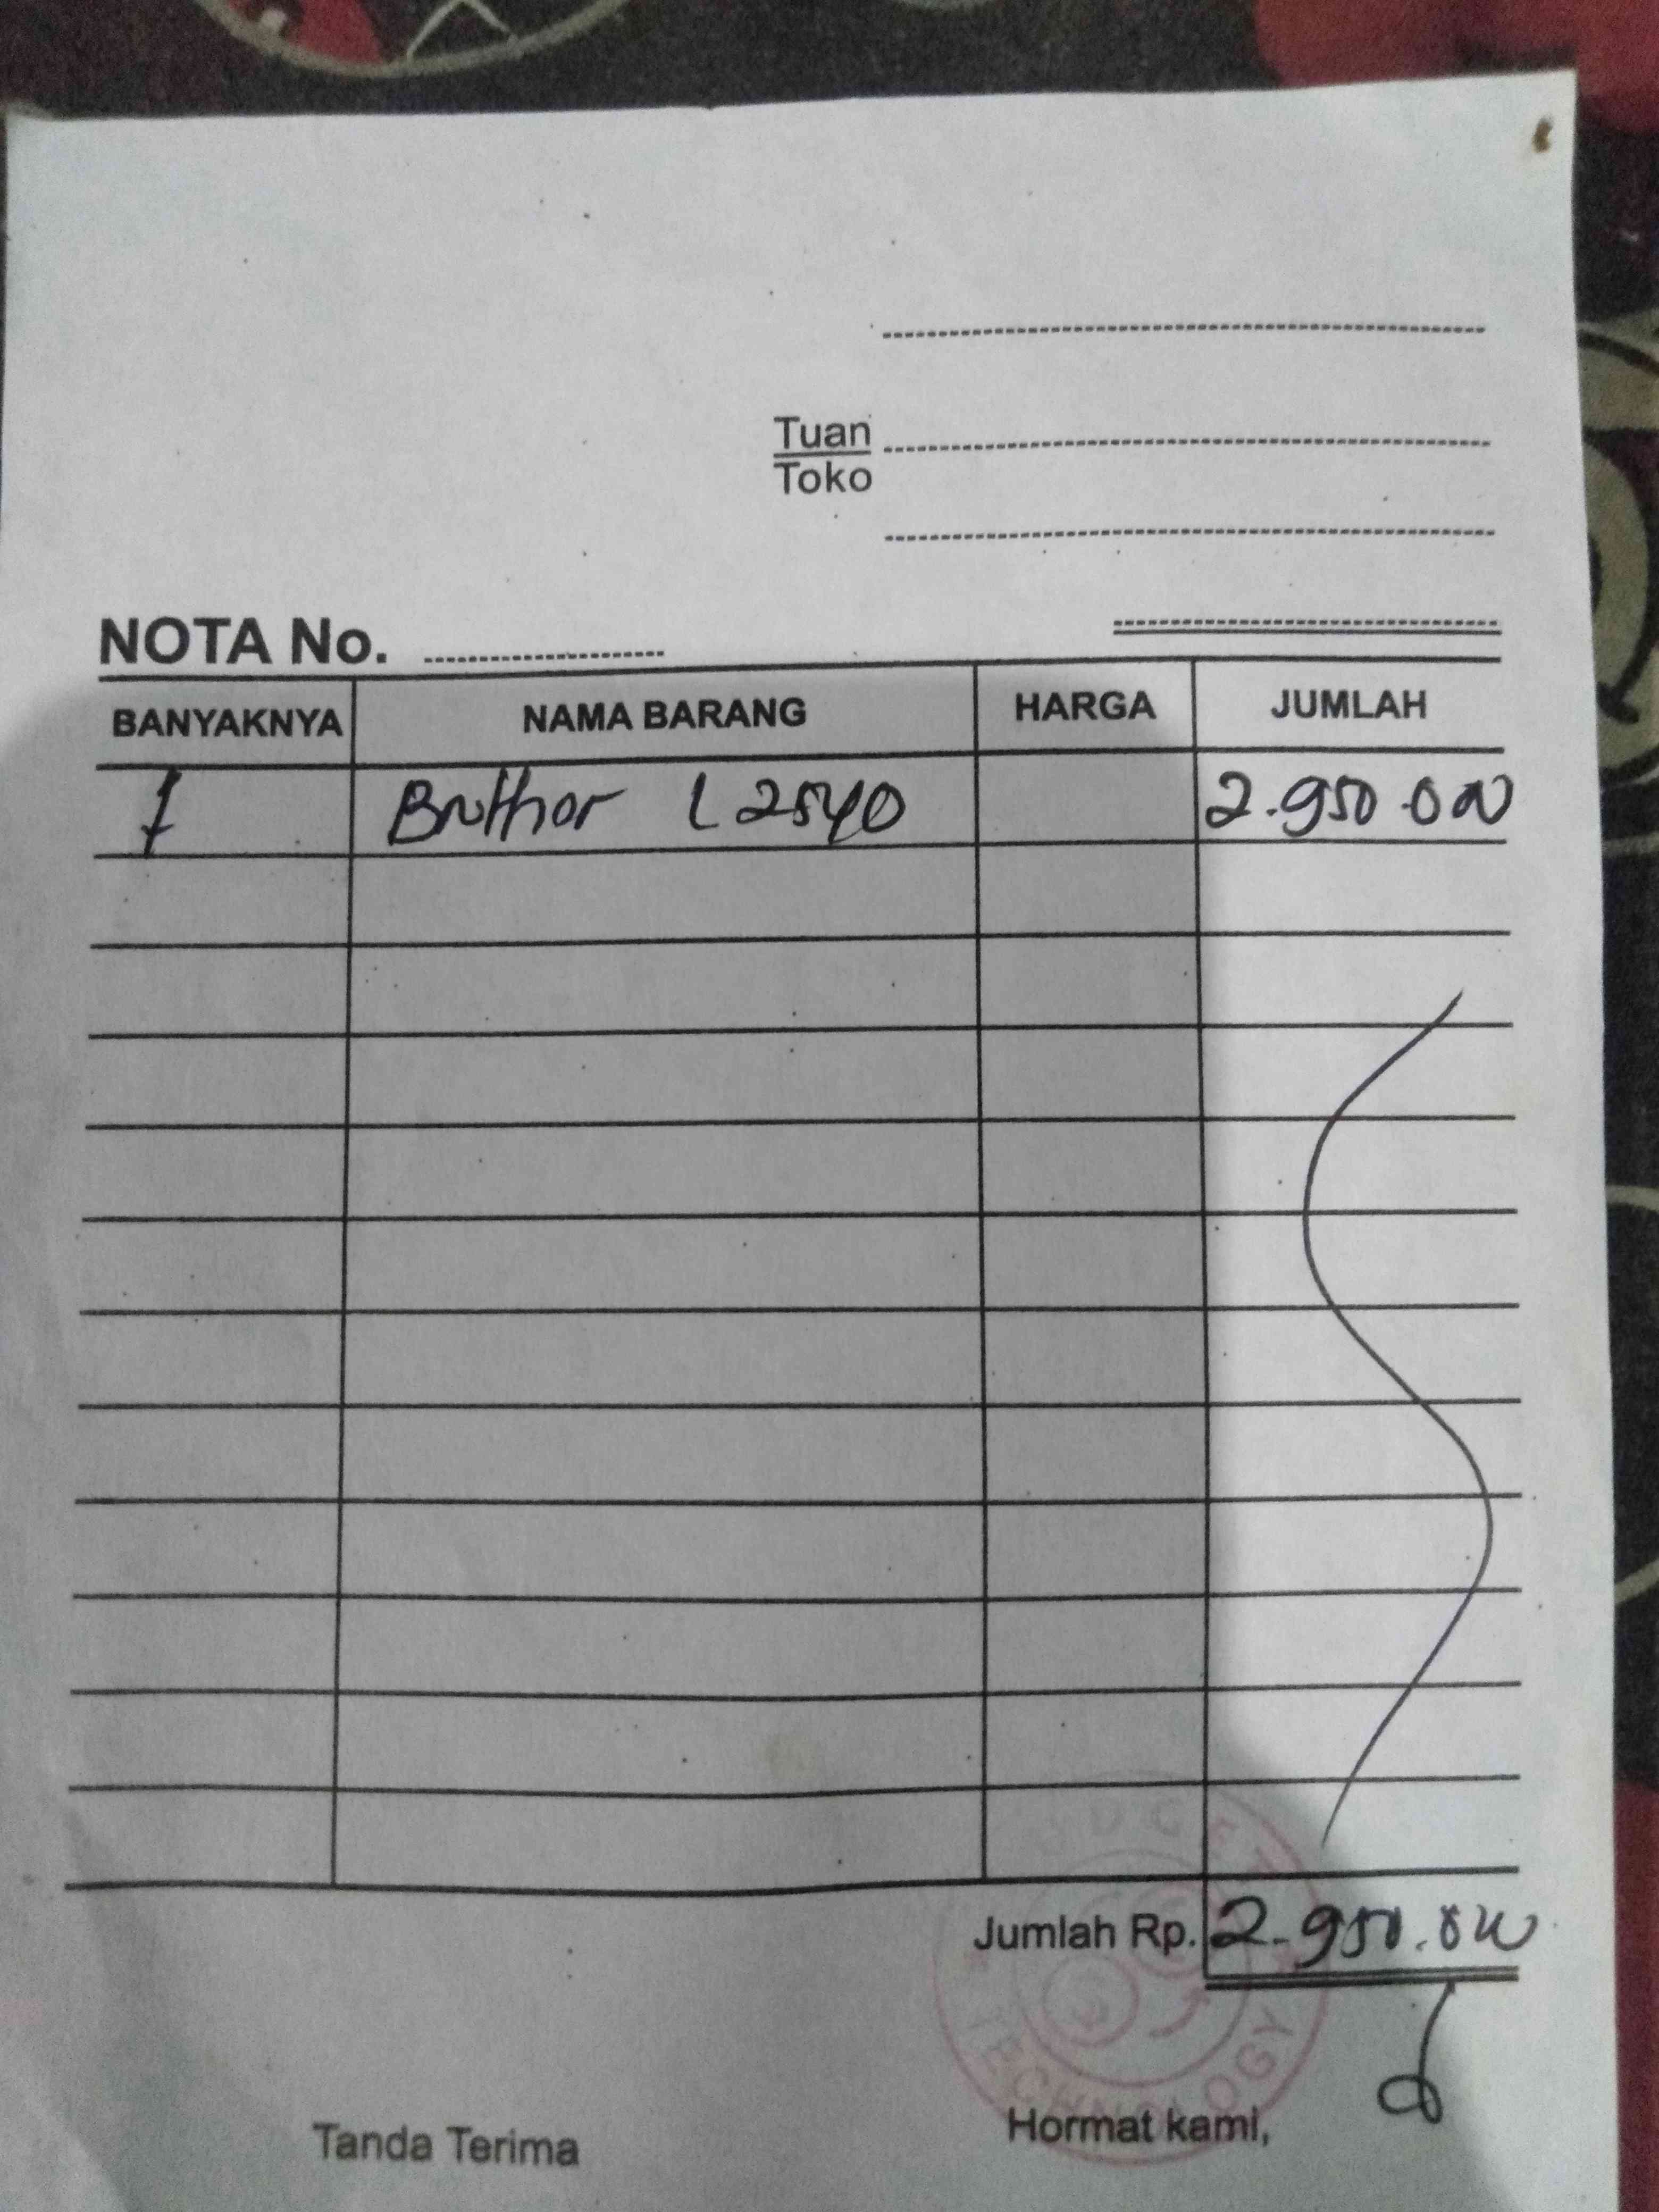 Tuan
Toko
NOTA No.
BANYAKNYA NAMA BARANG HARGA JUMLAH
1 Brother L2540 2.950.000
Jumlah Rp. 2.950.000
TECHNOLOGY
Tanda Terima Hormat kami,